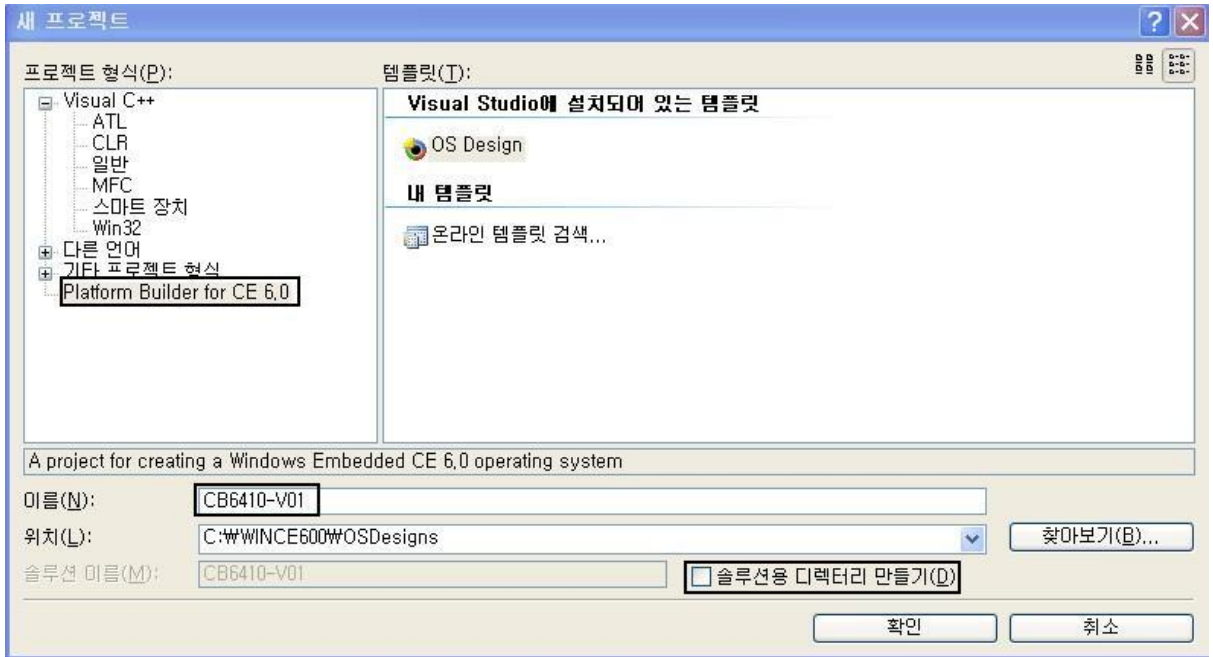 새 프로젝트
프로젝트 형식(P):
템플릿(T):
Visual C++
ATL
CLR
일반
MFC
스마트 장치
Win32
다른 언어
기타 프로젝트 형식
Platform Builder for CE 6.0
Visual Studio에 설치되어 있는 템플릿
OS Design
내 템플릿
온라인 템플릿 검색...
A project for creating a Windows Embedded CE 6.0 operating system
이름(N):
CB6410-V01
위치(L):
C:₩WINCE600₩OSDesigns
찾아보기(B)...
솔루션 이름(M):
CB6410-V01
솔루션용 디렉터리 만들기(D)
확인
취소